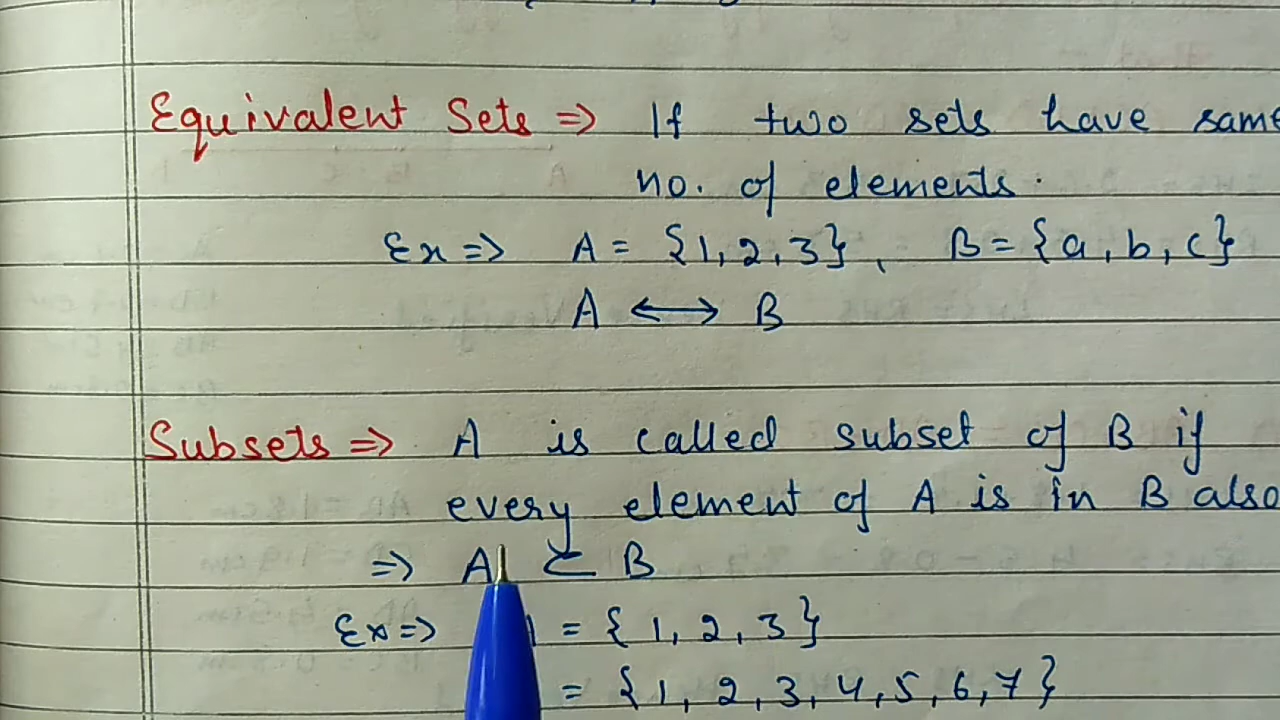 Equivalent Sets => If two sets have same
no. of elements.
Ex => A = {1, 2, 3}, B = {a, b, c}
A ⟷ B
Subsets => A is called subset of B if
every element of A is in B also
=> A ⊂ B
Ex => = {1, 2, 3}
= {1, 2, 3, 4, 5, 6, 7}